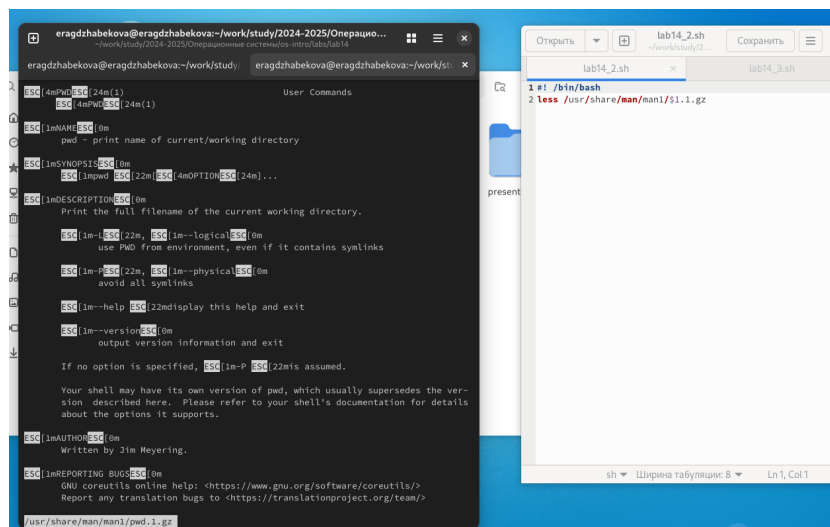 eragdzhabekova@eragdzhabekova:~/work/study/2024-2025/Операцио...
~/work/study/2024-2025/Операционные системы/os-intro/labs/lab14
eragdzhabekova@eragdzhabekova:~/work/study/
eragdzhabekova@eragdzhabekova:~/work/st
ESC[4mPWDESC[24m(1) User Commands
ESC[4mPWDESC[24m(1)
ESC[1mNAMEESC[0m
pwd - print name of current/working directory
ESC[1mSYNOPSISESC[0m
ESC[1mpwd ESC[22m[ESC[4mOPTIONESC[24m]...
ESC[1mDESCRIPTIONESC[0m
Print the full filename of the current working directory.
ESC[1m-LESC[22m, ESC[1m--logicalESC[0m
use PWD from environment, even if it contains symlinks
ESC[1m-PESC[22m, ESC[1m--physicalESC[0m
avoid all symlinks
ESC[1m--help ESC[22mdisplay this help and exit
ESC[1m--versionESC[0m
output version information and exit
If no option is specified, ESC[1m-P ESC[22mis assumed.
Your shell may have its own version of pwd, which usually supersedes the ver-
sion described here. Please refer to your shell's documentation for details
about the options it supports.
ESC[1mAUTHORESC[0m
Written by Jim Meyering.
ESC[1mREPORTING BUGSESC[0m
GNU coreutils online help: <https://www.gnu.org/software/coreutils/>
Report any translation bugs to <https://translationproject.org/team/>
/usr/share/man/man1/pwd.1.gz
present
Открыть
lab14_2.sh
~/work/study/2...
Сохранить
lab14_2.sh
lab14_3.sh
1 #! /bin/bash
2 less /usr/share/man/man1/$1.1.gz
sh Ширина табуляции: 8 Ln 1, Col 1